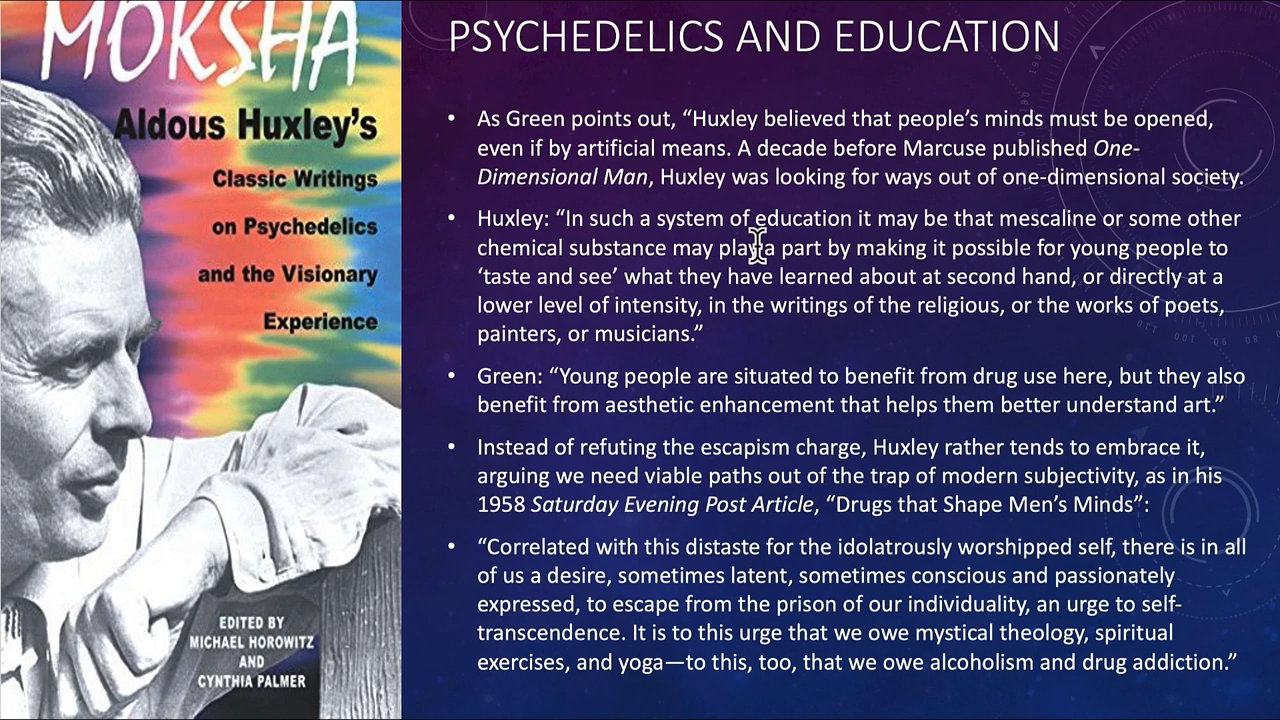 MOKSHA
Aldous Huxley's
Classic Writings
on Psychedelics
and the Visionary
Experience
EDITED BY
MICHAEL HOROWITZ
AND
CYNTHIA PALMER
PSYCHEDELICS AND EDUCATION
• As Green points out, “Huxley believed that people’s minds must be opened,
even if by artificial means. A decade before Marcuse published One-
Dimensional Man, Huxley was looking for ways out of one-dimensional society.
• Huxley: “In such a system of education it may be that mescaline or some other
chemical substance may play a part by making it possible for young people to
‘taste and see’ what they have learned about at second hand, or directly at a
lower level of intensity, in the writings of the religious, or the works of poets,
painters, or musicians.”
• Green: “Young people are situated to benefit from drug use here, but they also
benefit from aesthetic enhancement that helps them better understand art.”
• Instead of refuting the escapism charge, Huxley rather tends to embrace it,
arguing we need viable paths out of the trap of modern subjectivity, as in his
1958 Saturday Evening Post Article, “Drugs that Shape Men’s Minds”:
• “Correlated with this distaste for the idolatrously worshipped self, there is in all
of us a desire, sometimes latent, sometimes conscious and passionately
expressed, to escape from the prison of our individuality, an urge to self-
transcendence. It is to this urge that we owe mystical theology, spiritual
exercises, and yoga—to this, too, that we owe alcoholism and drug addiction.”